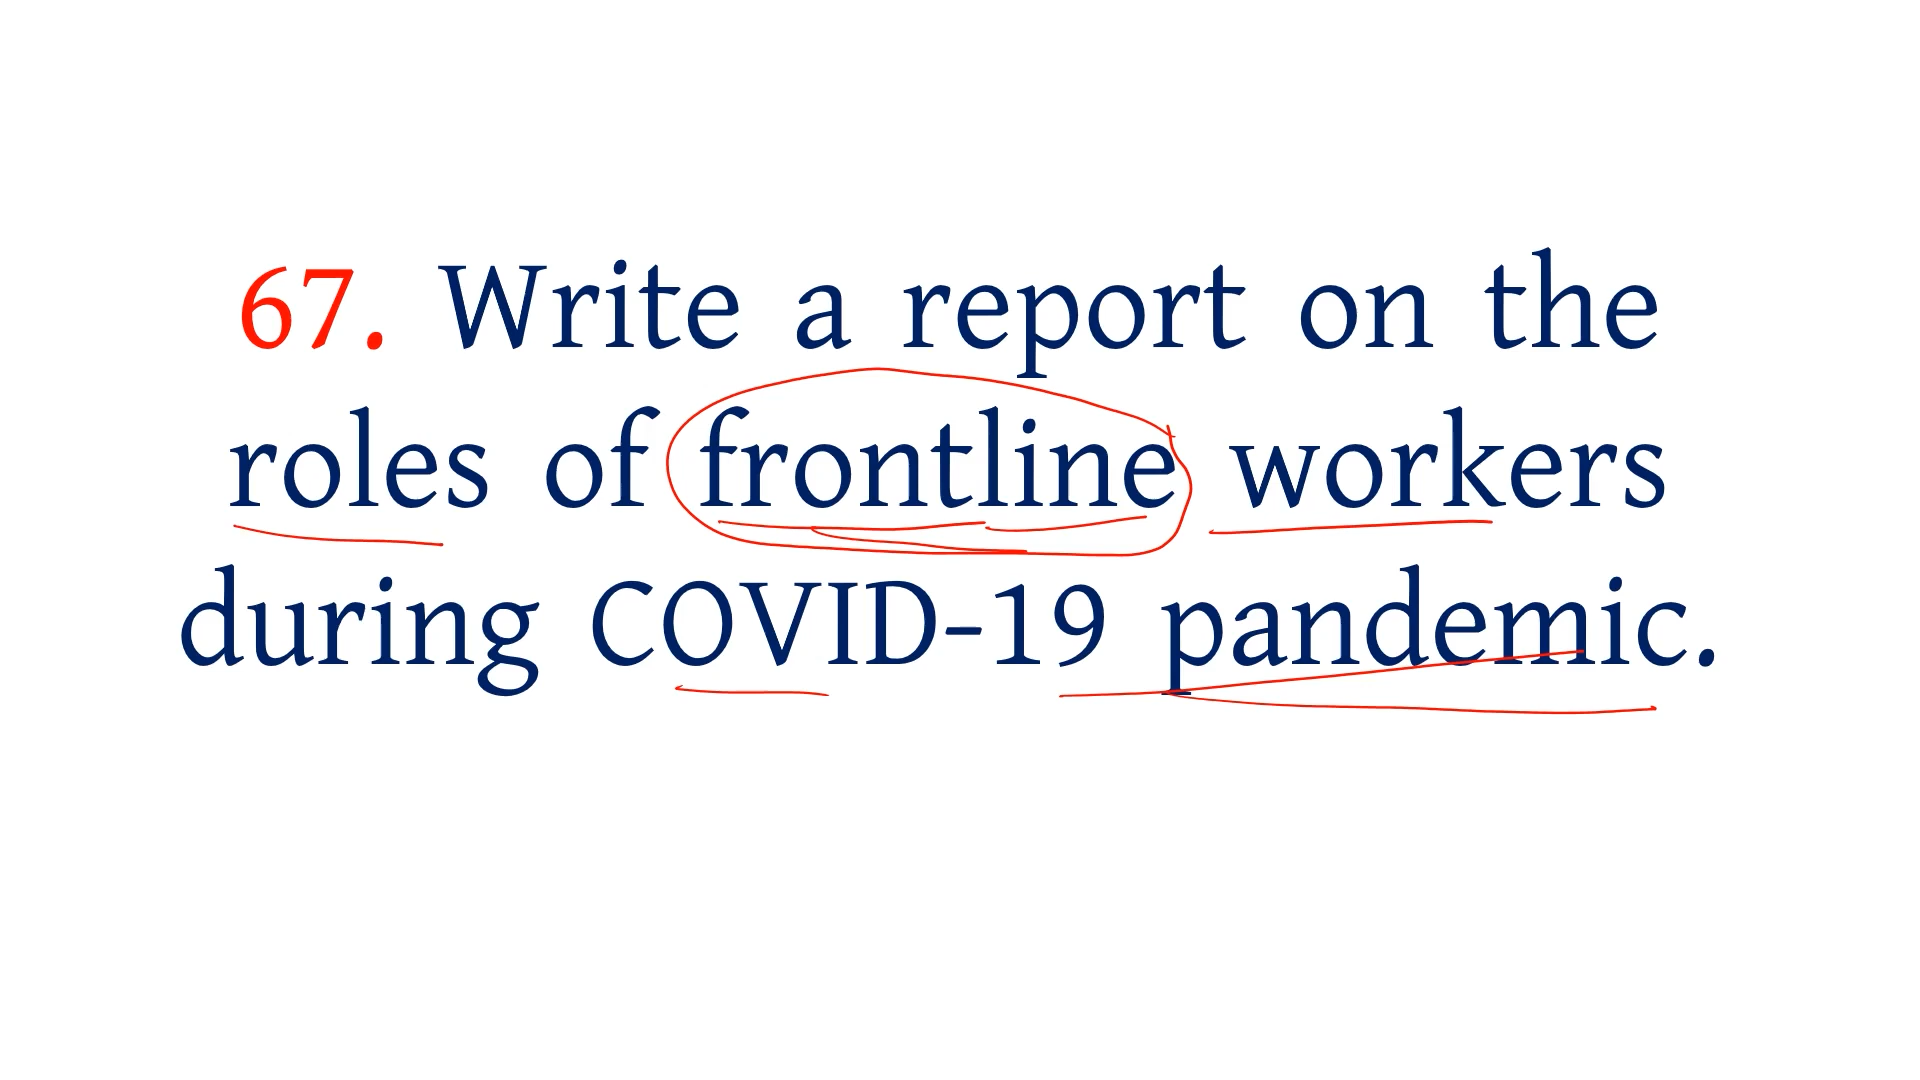 67. Write a report on the
roles of frontline workers
during COVID-19 pandemic.